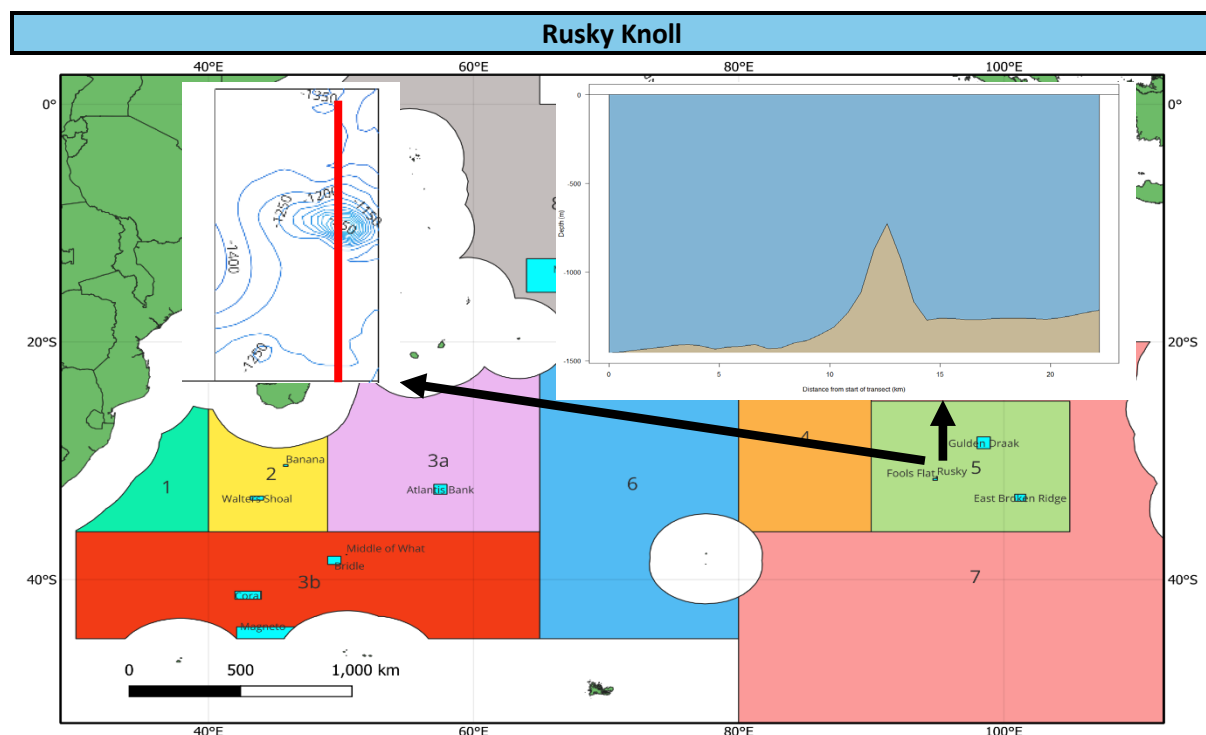 Rusky Knoll
40°E 60°E 80°E 100°E
0° 0°
-1350
-1200
-1250
-1150
-1400
-1250
0
-500
-1000
-1500
Depth (m)
0 5 10 15 20
Distance from start of transect (km)
20°S 20°S
1
2
Banana
Walters Shoal
3a
Atlantis Bank
6
4
Gulden Draak
Fools Flat Rusky
5
East Broken Ridge
Middle of What
Bridle
3b
Coral
Magneto
7
40°S 40°S
0 500 1,000 km
40°E 60°E 80°E 100°E